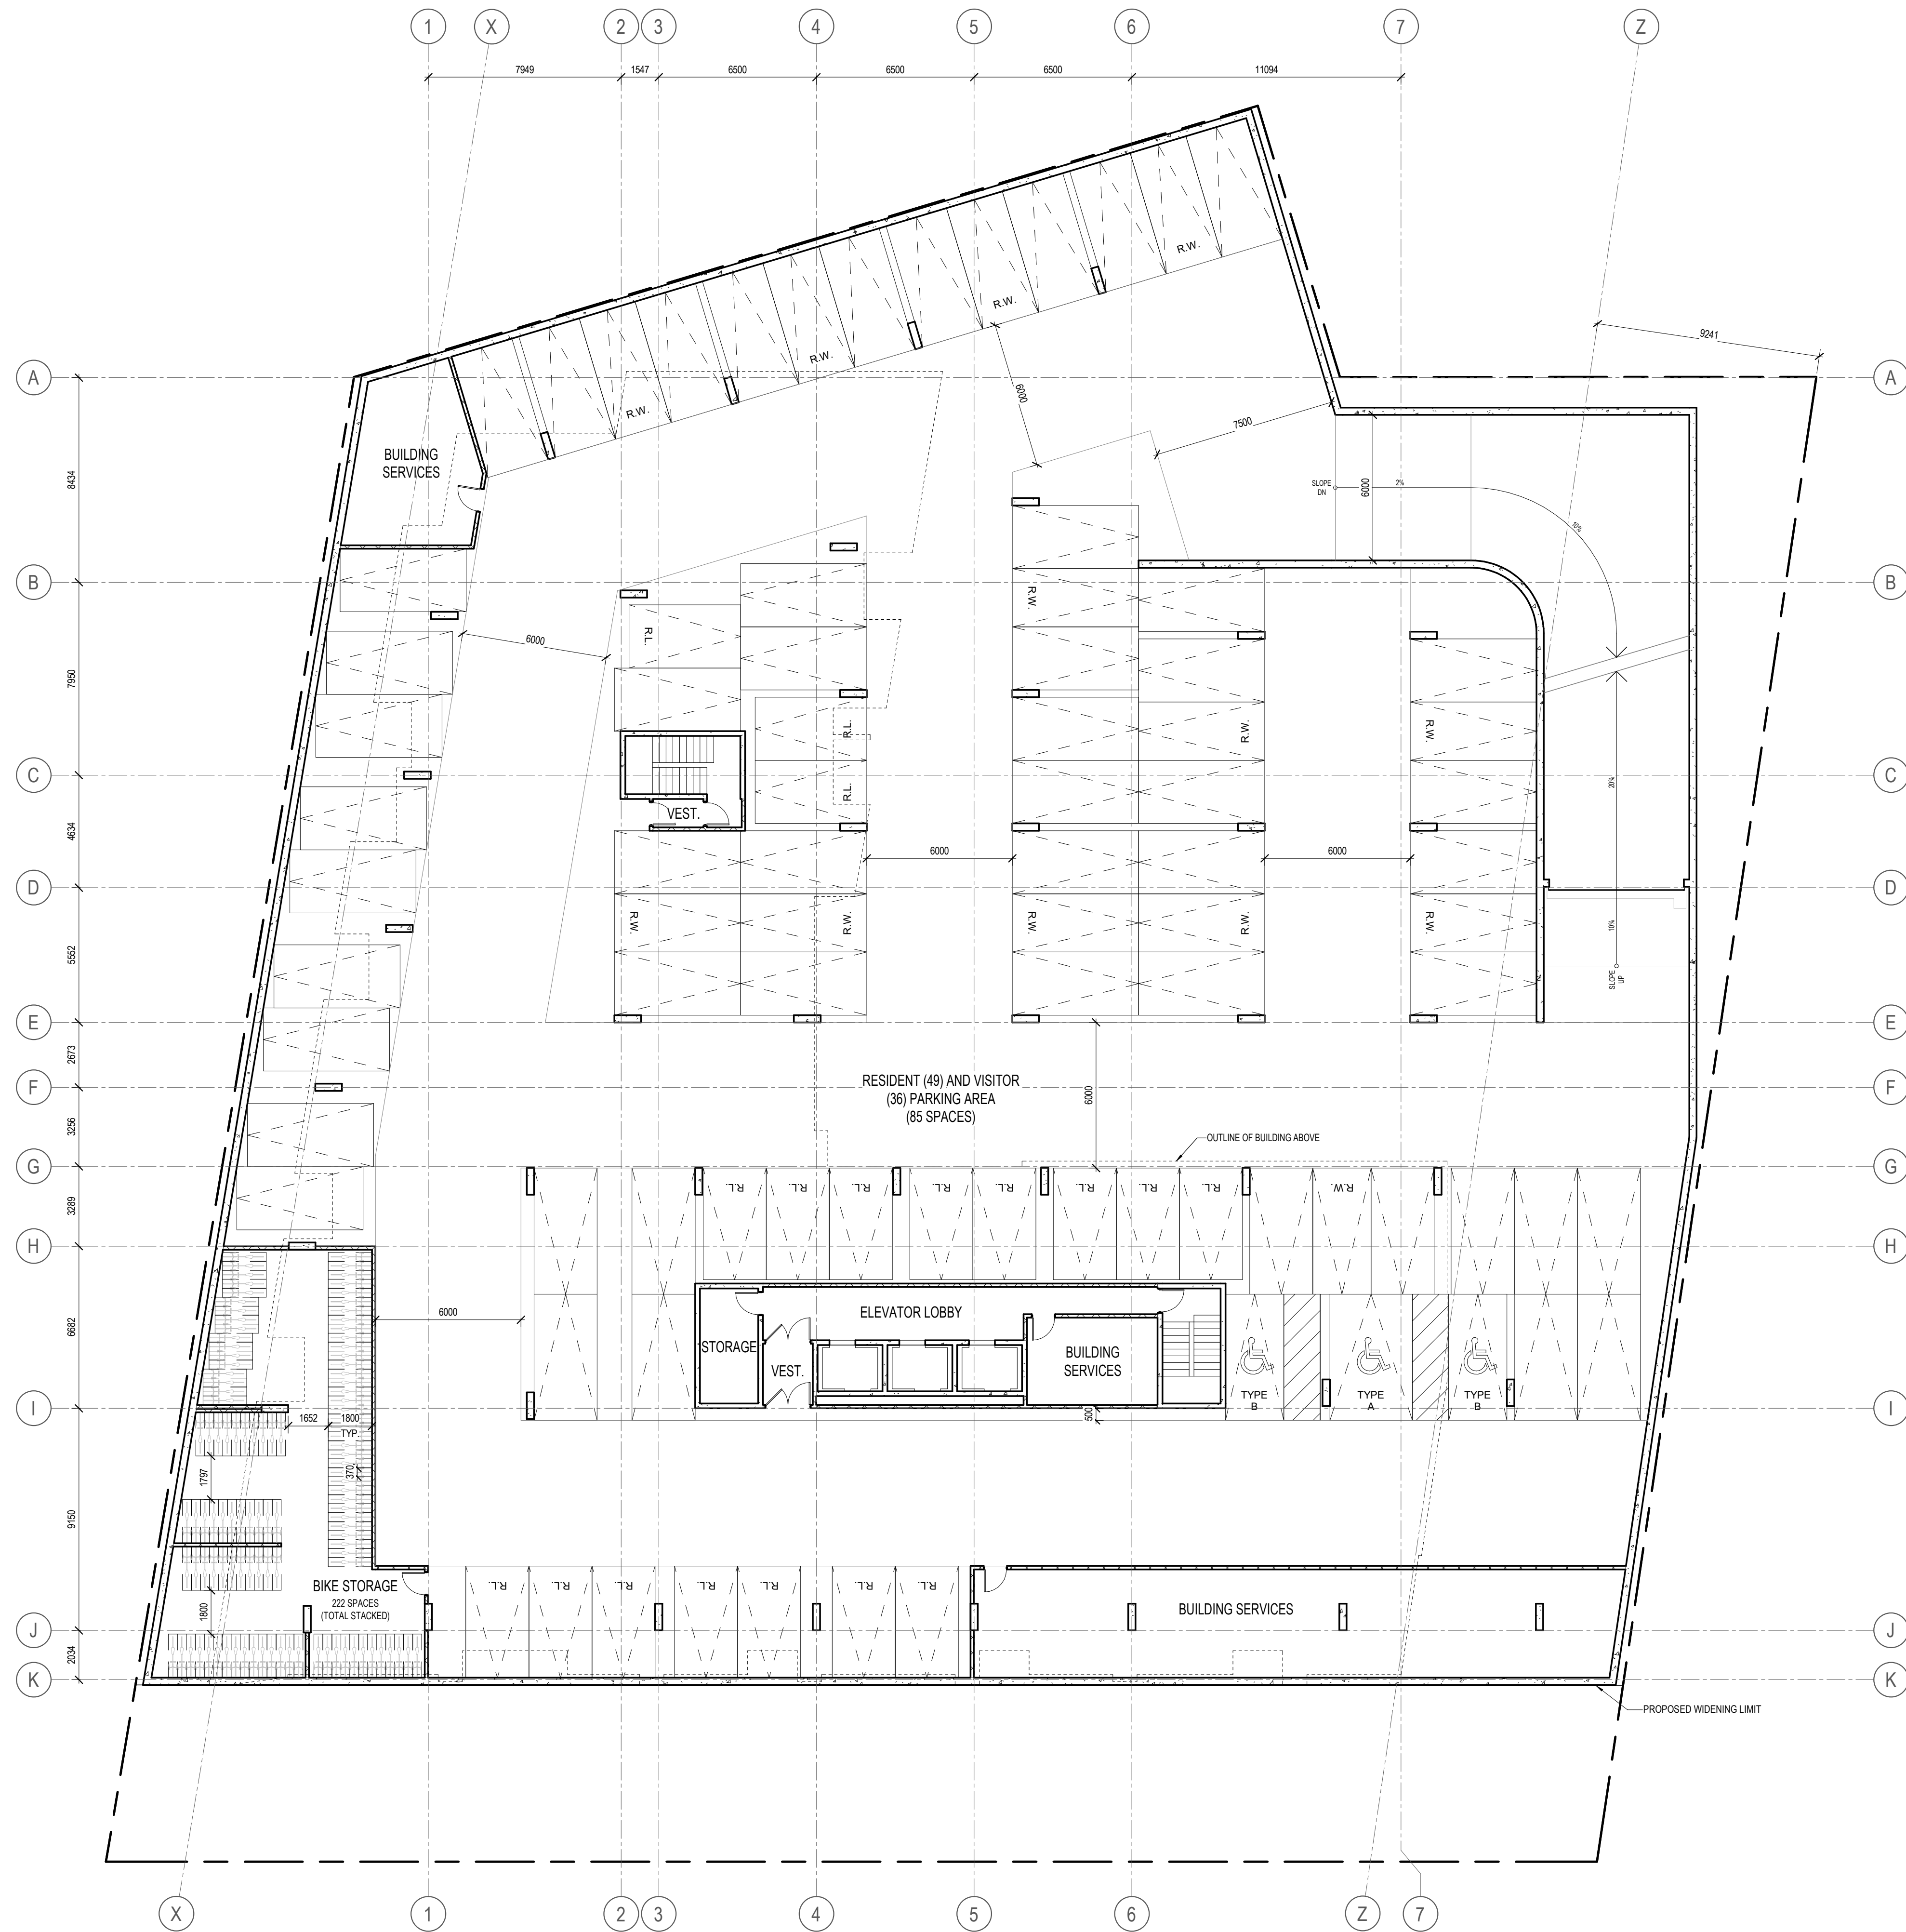 1
X
2
3
4
5
6
7
Z
7949
1547
6500
6500
6500
11094
9241
A
A
R.W.
R.W.
R.W.
R.W.
6000
7500
BUILDING
SERVICES
8434
SLOPE
DN
2%
6000
10%
B
B
R.L.
R.W.
6000
7950
R.L.
R.W.
R.W.
C
C
20%
R.L.
VEST.
4634
6000
6000
D
D
R.W.
R.W.
R.W.
R.W.
R.W.
10%
5552
SLOPE
UP
E
E
2673
RESIDENT (49) AND VISITOR
(36) PARKING AREA
(85 SPACES)
6000
F
F
3256
OUTLINE OF BUILDING ABOVE
G
G
R.L.
R.L.
R.L.
R.L.
R.L.
R.L.
R.L.
R.L.
R.W.
3289
H
H
6682
6000
ELEVATOR LOBBY
STORAGE
VEST.
BUILDING
SERVICES
TYPE
B
TYPE
A
TYPE
B
I
I
500
1652
1800
TYP.
370
1797
9150
BIKE STORAGE
222 SPACES
(TOTAL STACKED)
R.L.
R.L.
R.L.
R.L.
R.L.
R.L.
R.L.
1800
BUILDING SERVICES
J
J
2034
K
K
PROPOSED WIDENING LIMIT
X
1
2
3
4
5
6
Z
7